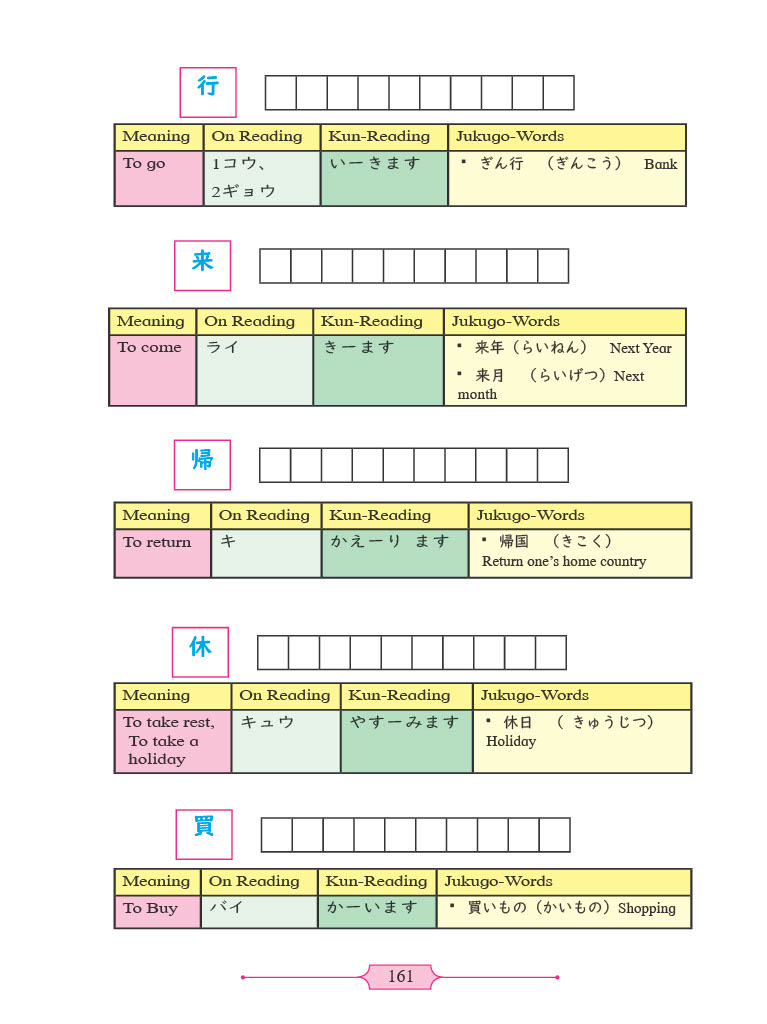 行
Meaning On Reading Kun-Reading Jukugo-Words
To go 1コウ、 いーきます ▪ ぎん行 （ぎんこう） Bank
2ギョウ
来
Meaning On Reading Kun-Reading Jukugo-Words
To come ライ きーます ▪ 来年（らいねん） Next Year
▪ 来月 （らいげつ）Next
month
帰
Meaning On Reading Kun-Reading Jukugo-Words
To return キ かえーり ます ▪ 帰国 （きこく）
Return one’s home country
休
Meaning On Reading Kun-Reading Jukugo-Words
To take rest, キュウ やすーみます ▪ 休日 （ きゅうじつ）
To take a Holiday
holiday
買
Meaning On Reading Kun-Reading Jukugo-Words
To Buy バイ かーいます ▪ 買いもの（かいもの）Shopping
161